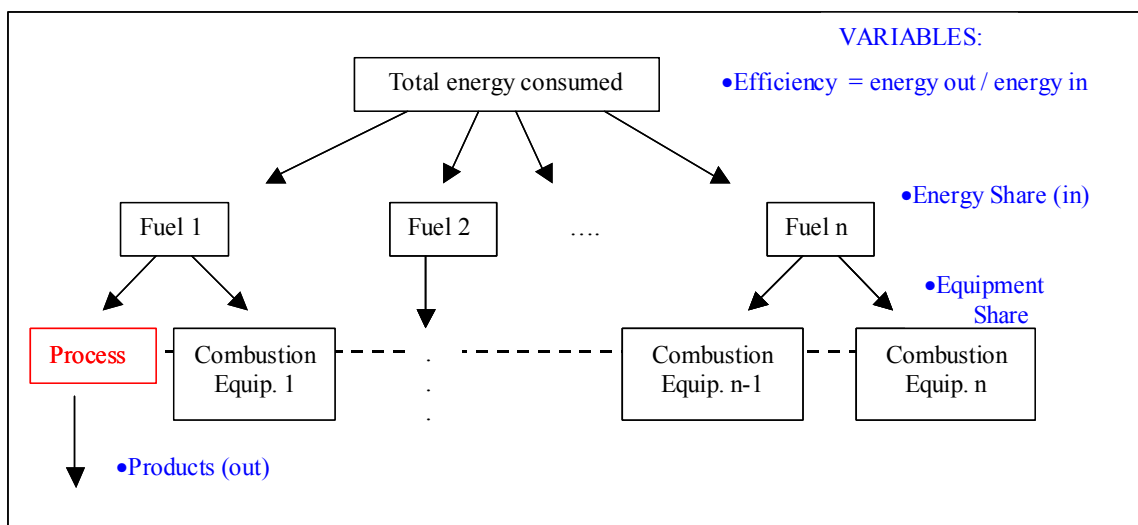 VARIABLES:
Total energy consumed
•Efficiency = energy out / energy in
•Energy Share (in)
Fuel 1
Fuel 2
....
Fuel n
•Equipment
Share
Process
Combustion
Equip. 1
.
.
.
Combustion
Equip. n-1
Combustion
Equip. n
•Products (out)